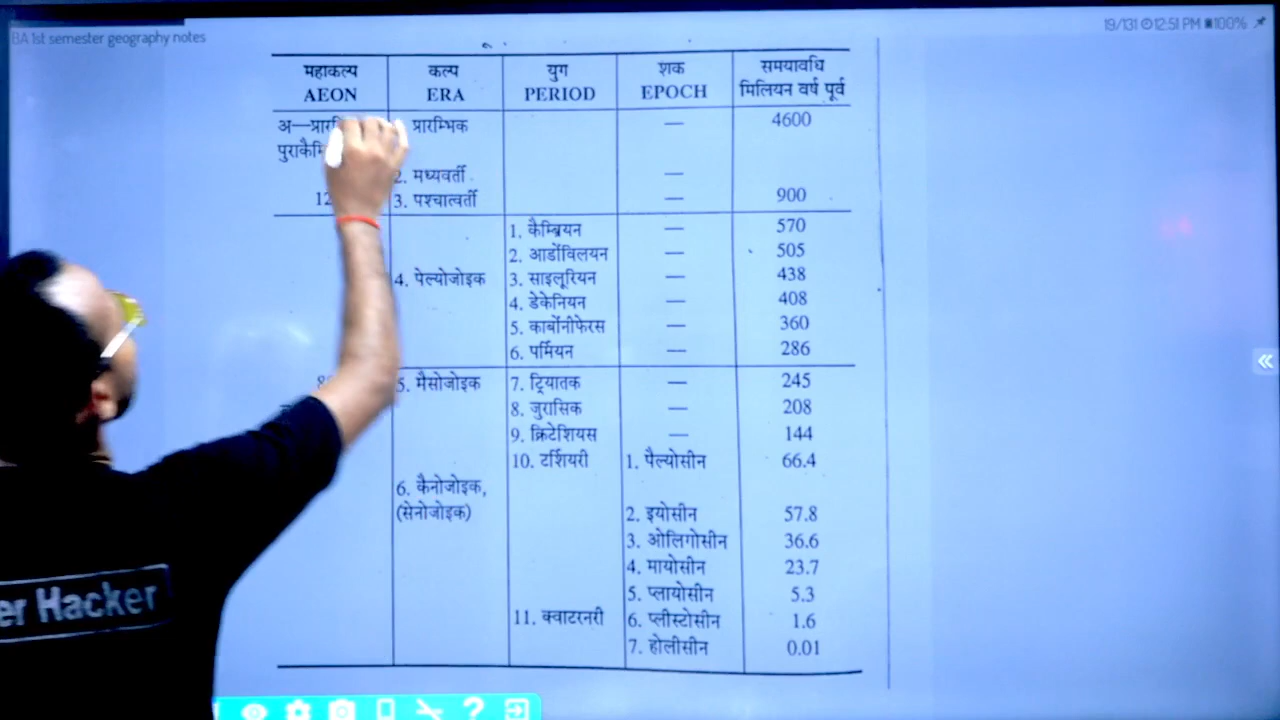 BA 1st semester geography notes
19/131 12:51 PM 100%
महाकल्प कल्प युग शक समयावधि
AEON ERA PERIOD EPOCH मिलियन वर्ष पूर्व
प्रारम्भिक — 4600
2. मध्यवर्ती —
3. पश्चात्वर्ती — 900
1. कैम्ब्रियन — 570
2. आर्डोविलयन — 505
4. पेल्योजोइक 3. साइलूरियन — 438
4. डेकेनियन — 408
5. कार्बोनीफेरस — 360
6. पर्मियन — 286
5. मैसोजोइक 7. ट्रियातक — 245
8. जुरासिक — 208
9. क्रिटेशियस — 144
10. टर्शियरी 1. पैल्योसीन 66.4
6. कैनोजोइक,
(सेनोजोइक) 2. इयोसीन 57.8
3. ओलिगोसीन 36.6
4. मायोसीन 23.7
5. प्लायोसीन 5.3
11. क्वाटरनरी 6. प्लीस्टोसीन 1.6
7. होलीसीन 0.01
er Hacker